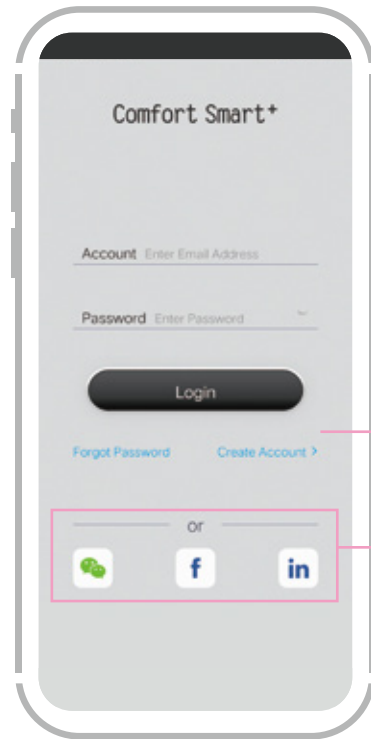 Comfort Smart+
Account Enter Email Address
Password Enter Password
Login
Forgot Password Create Account >
or
f in